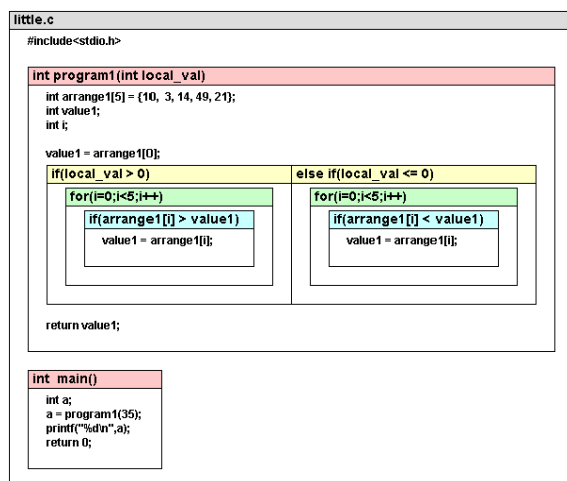 little.c
#include<stdio.h>
int program1(int local_val)
int arrange1[5] = {10, 3, 14, 49, 21};
int value1;
int i;
value1 = arrange1[0];
if(local_val > 0)
for(i=0;i<5;i++)
if(arrange1[i] > value1)
value1 = arrange1[i];
else if(local_val <= 0)
for(i=0;i<5;i++)
if(arrange1[i] < value1)
value1 = arrange1[i];
return value1;
int main()
int a;
a = program1(35);
printf("%d\n",a);
return 0;